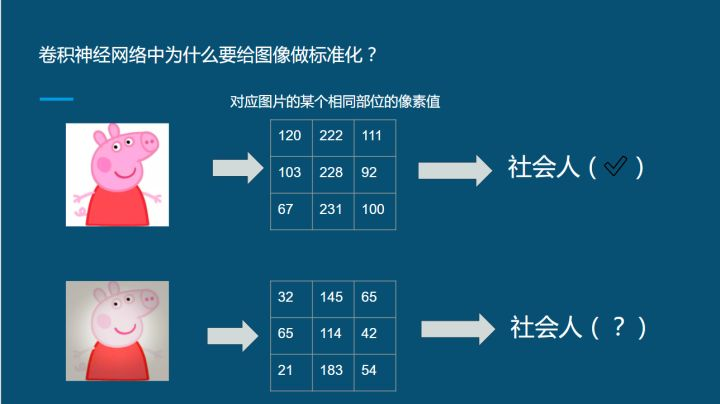 卷积神经网络中为什么要给图像做标准化？
对应图片的某个相同部位的像素值
120 222 111
103 228 92
67 231 100
社会人（✓）
32 145 65
65 114 42
21 183 54
社会人（？）